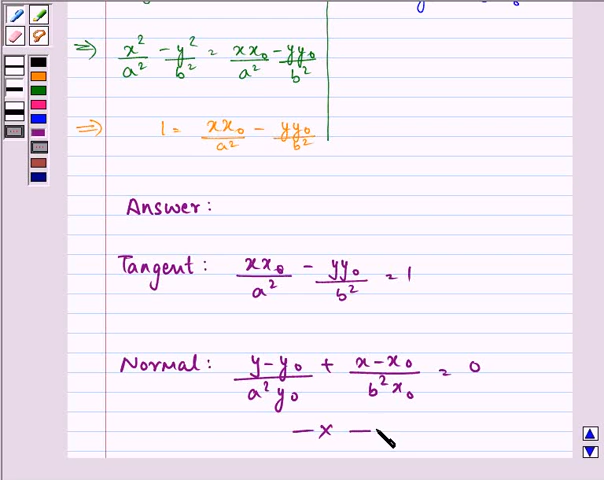 ⇒ x²/a² - y²/b² = xx₀/a² - yy₀/b²
⇒ 1 = xx₀/a² - yy₀/b²
Answer:
Tangent: xx₀/a² - yy₀/b² = 1
Normal: y-y₀/a²y₀ + x-x₀/b²x₀ = 0
— x —